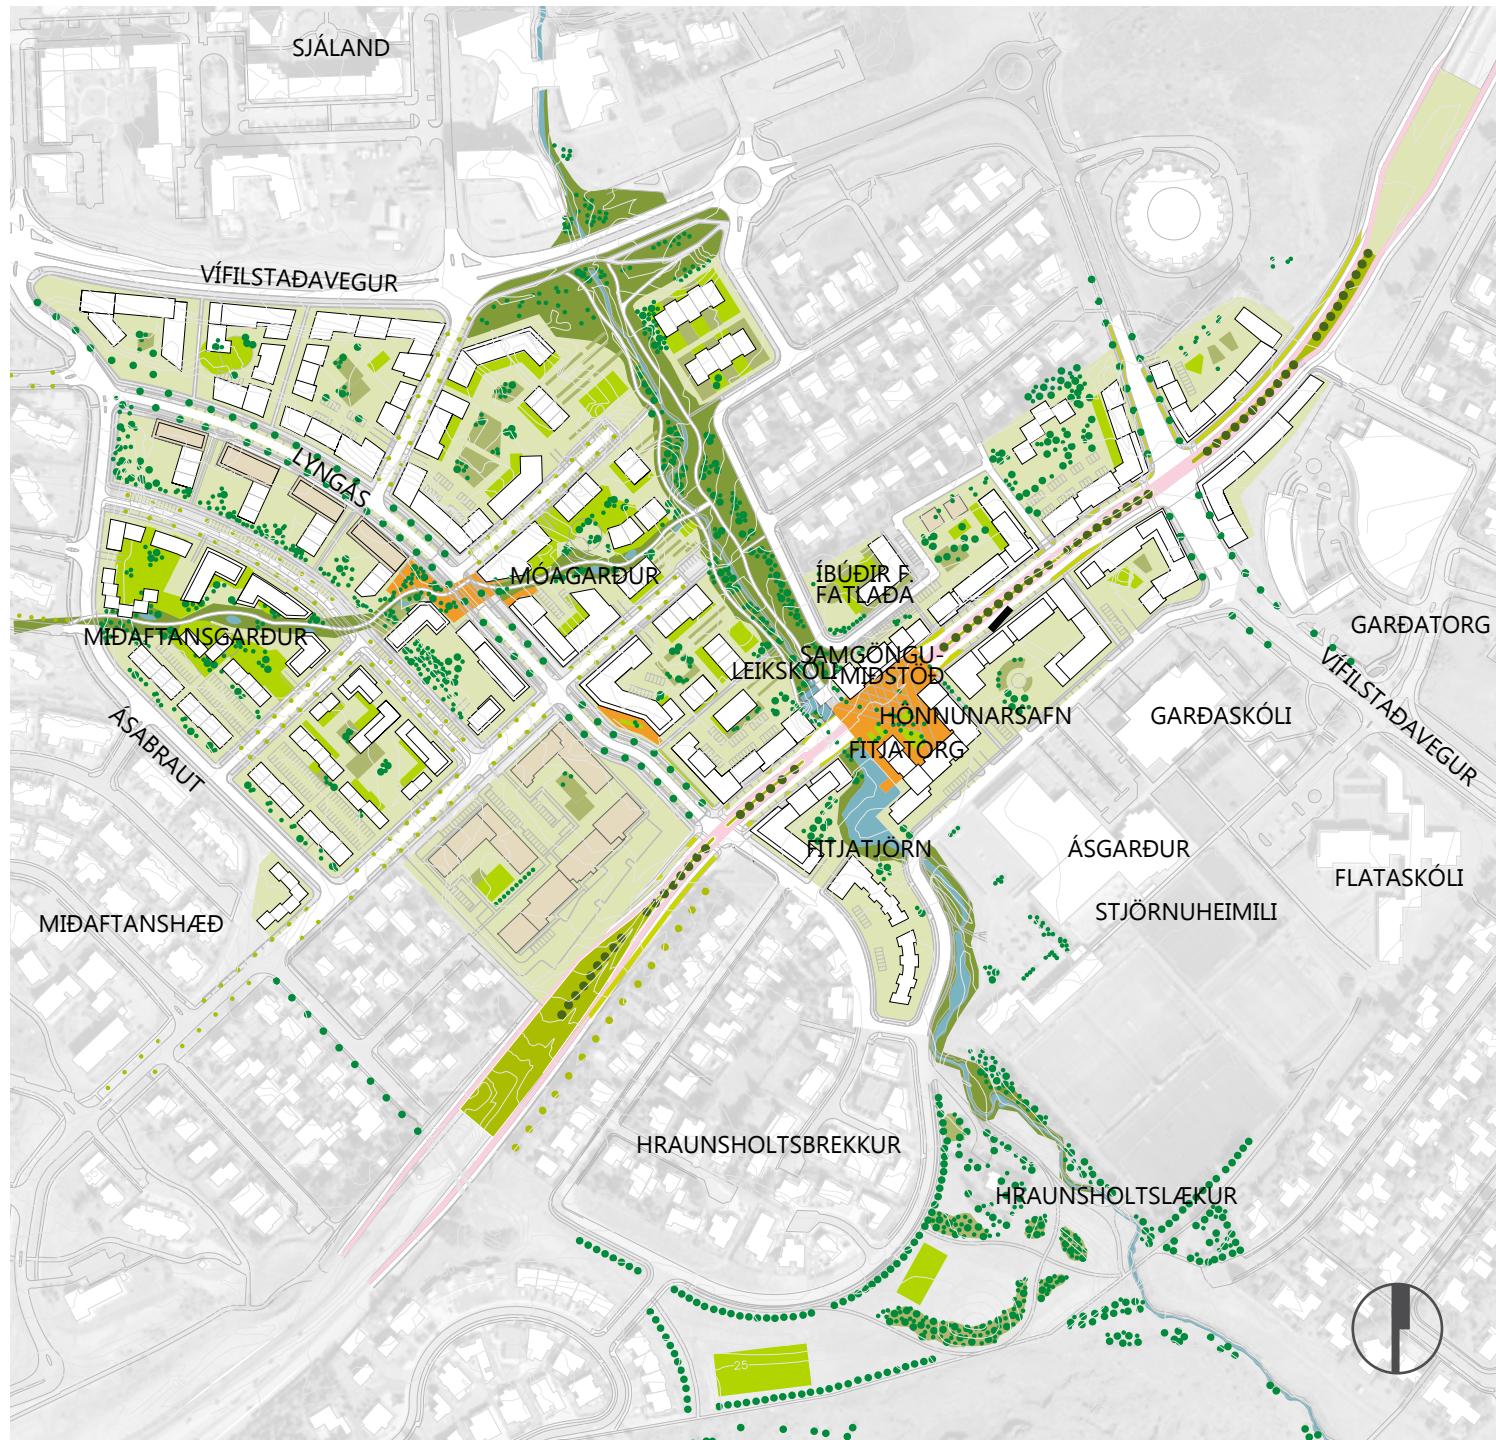 SJÁLAND
VÍFILSTAÐAVEGUR
LYNGÁS
MÓAGARÐUR
ÍBÚÐIR F.
FATLAÐA
MIÐAFTANSGARÐUR
GARÐATORG
SAMGÖNGU-
MIÐSTÖÐ
LEIKSKÓLI
HÖNNUNARSAFN
GARÐASKÓLI
VÍFILSTAÐAVEGUR
FITJATORG
ÁSABRAUT
FITJATJÖRN
ÁSGARÐUR
FLATASKÓLI
STJÖRNUHEIMILI
MIÐAFTANSHÆÐ
HRAUNSHOLTSBREKKUR
HRAUNSHOLTSLÆKUR
25